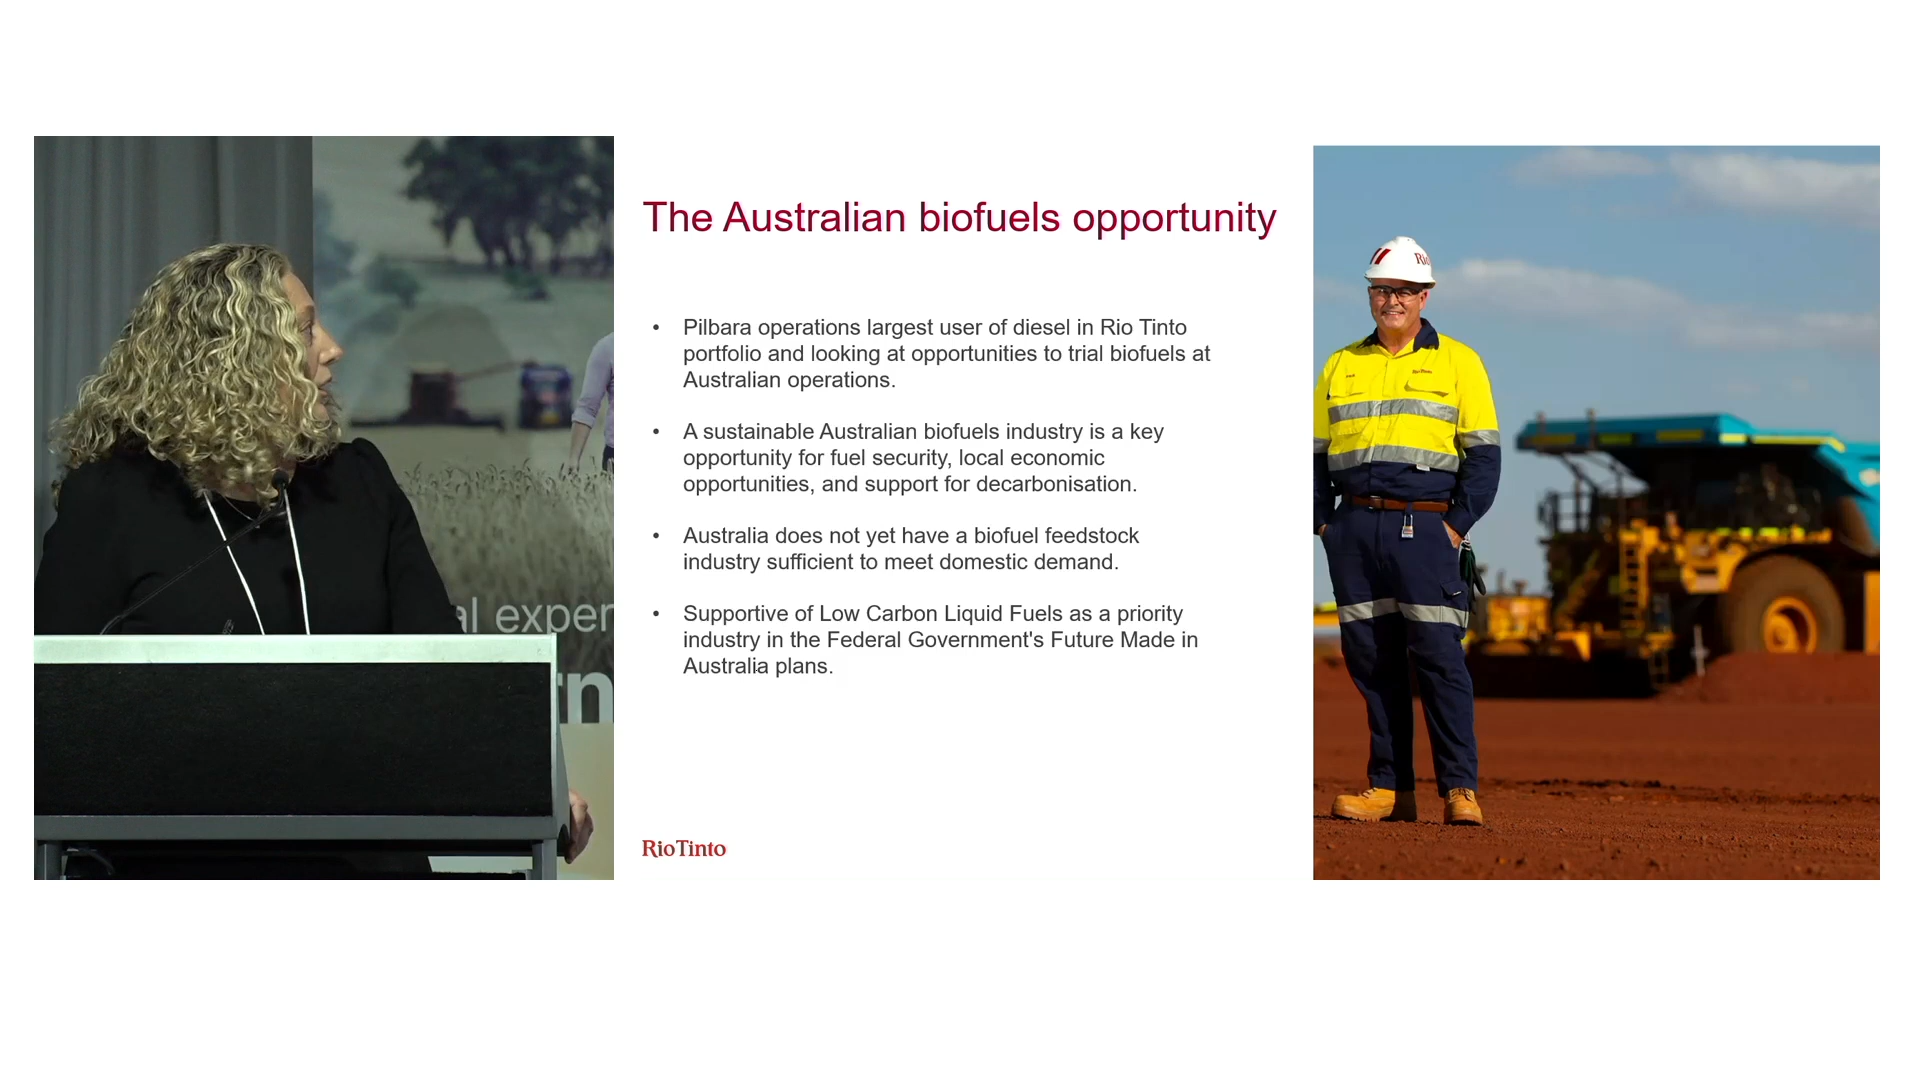 The Australian biofuels opportunity
• Pilbara operations largest user of diesel in Rio Tinto
portfolio and looking at opportunities to trial biofuels at
Australian operations.
• A sustainable Australian biofuels industry is a key
opportunity for fuel security, local economic
opportunities, and support for decarbonisation.
• Australia does not yet have a biofuel feedstock
industry sufficient to meet domestic demand.
• Supportive of Low Carbon Liquid Fuels as a priority
industry in the Federal Government's Future Made in
Australia plans.
RioTinto
al exper